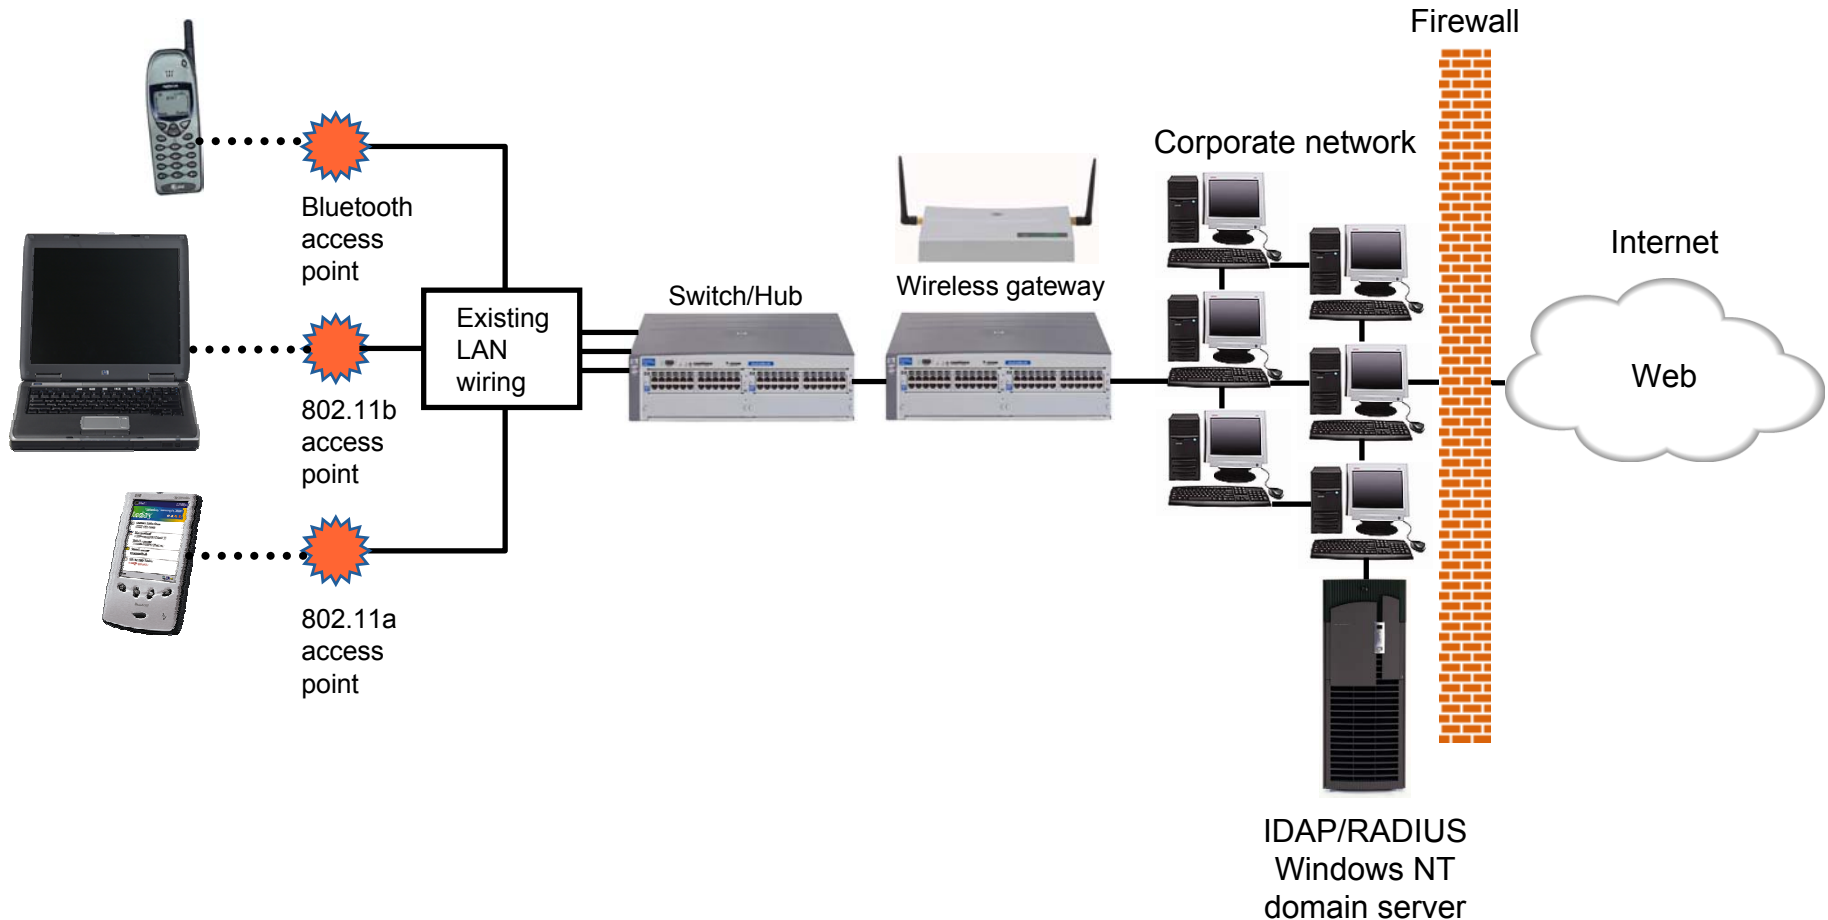 Firewall
Corporate network
Bluetooth
access
point
Internet
Switch/Hub
Wireless gateway
Existing
LAN
wiring
Web
802.11b
access
point
802.11a
access
point
IDAP/RADIUS
Windows NT
domain server